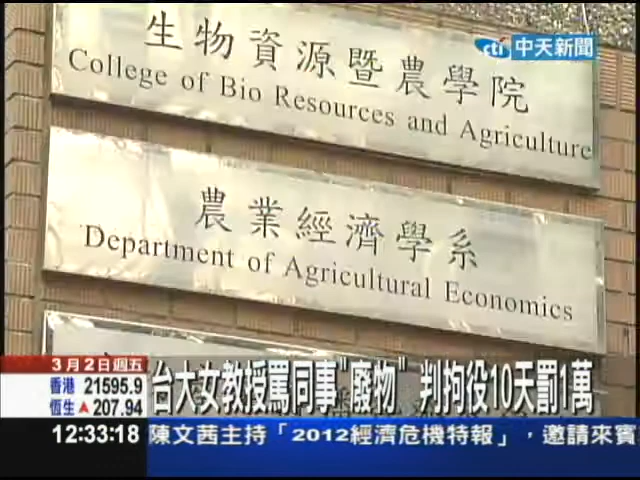 生物資源暨農學院
cti 中天新聞
College of Bio Resources and Agriculture
農業經濟學系
Department of Agricultural Economics
3月2日週五
香港 21595.9
恆生 ▲ 207.94
台大女教授罵同事"廢物" 判拘役10天罰1萬
12:33:18
陳文茜主持「2012經濟危機特報」，邀請來賓